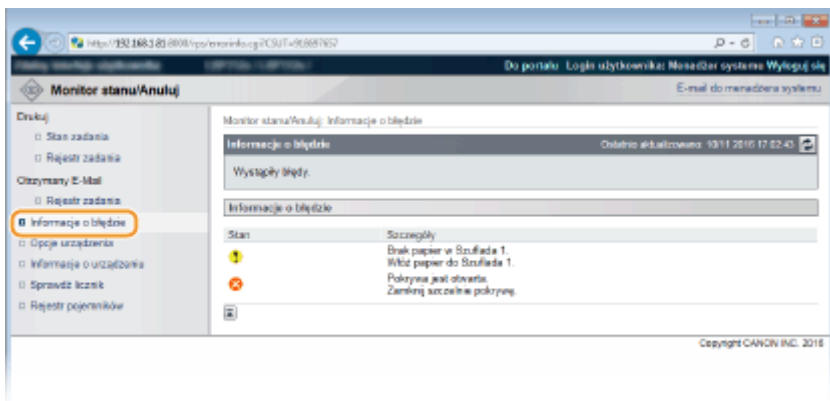 Do portalu Login użytkownika: Menedżer systemu Wyloguj się
Monitor stanu/Anuluj
E-mail do menedżera systemu
Drukuj
Stan zadania
Rejestr zadania
Otrzymany E-Mail
Rejestr zadania
Informacje o błędzie
Opcje urządzenia
Informacje o urządzeniu
Sprawdź licznik
Rejestr pojemników
Monitor stanu/Anuluj: Informacje o błędzie
Informacje o błędzie
Ostatnio aktualizowano: 10/11 2016 17:02:43
Wystąpiły błędy.
Informacje o błędzie
Stan Szczegóły
Brak papier w Szuflada 1.
Włóż papier do Szuflada 1.
Pokrywa jest otwarta.
Zamknij szczelnie pokrywę.
Copyright CANON INC. 2016